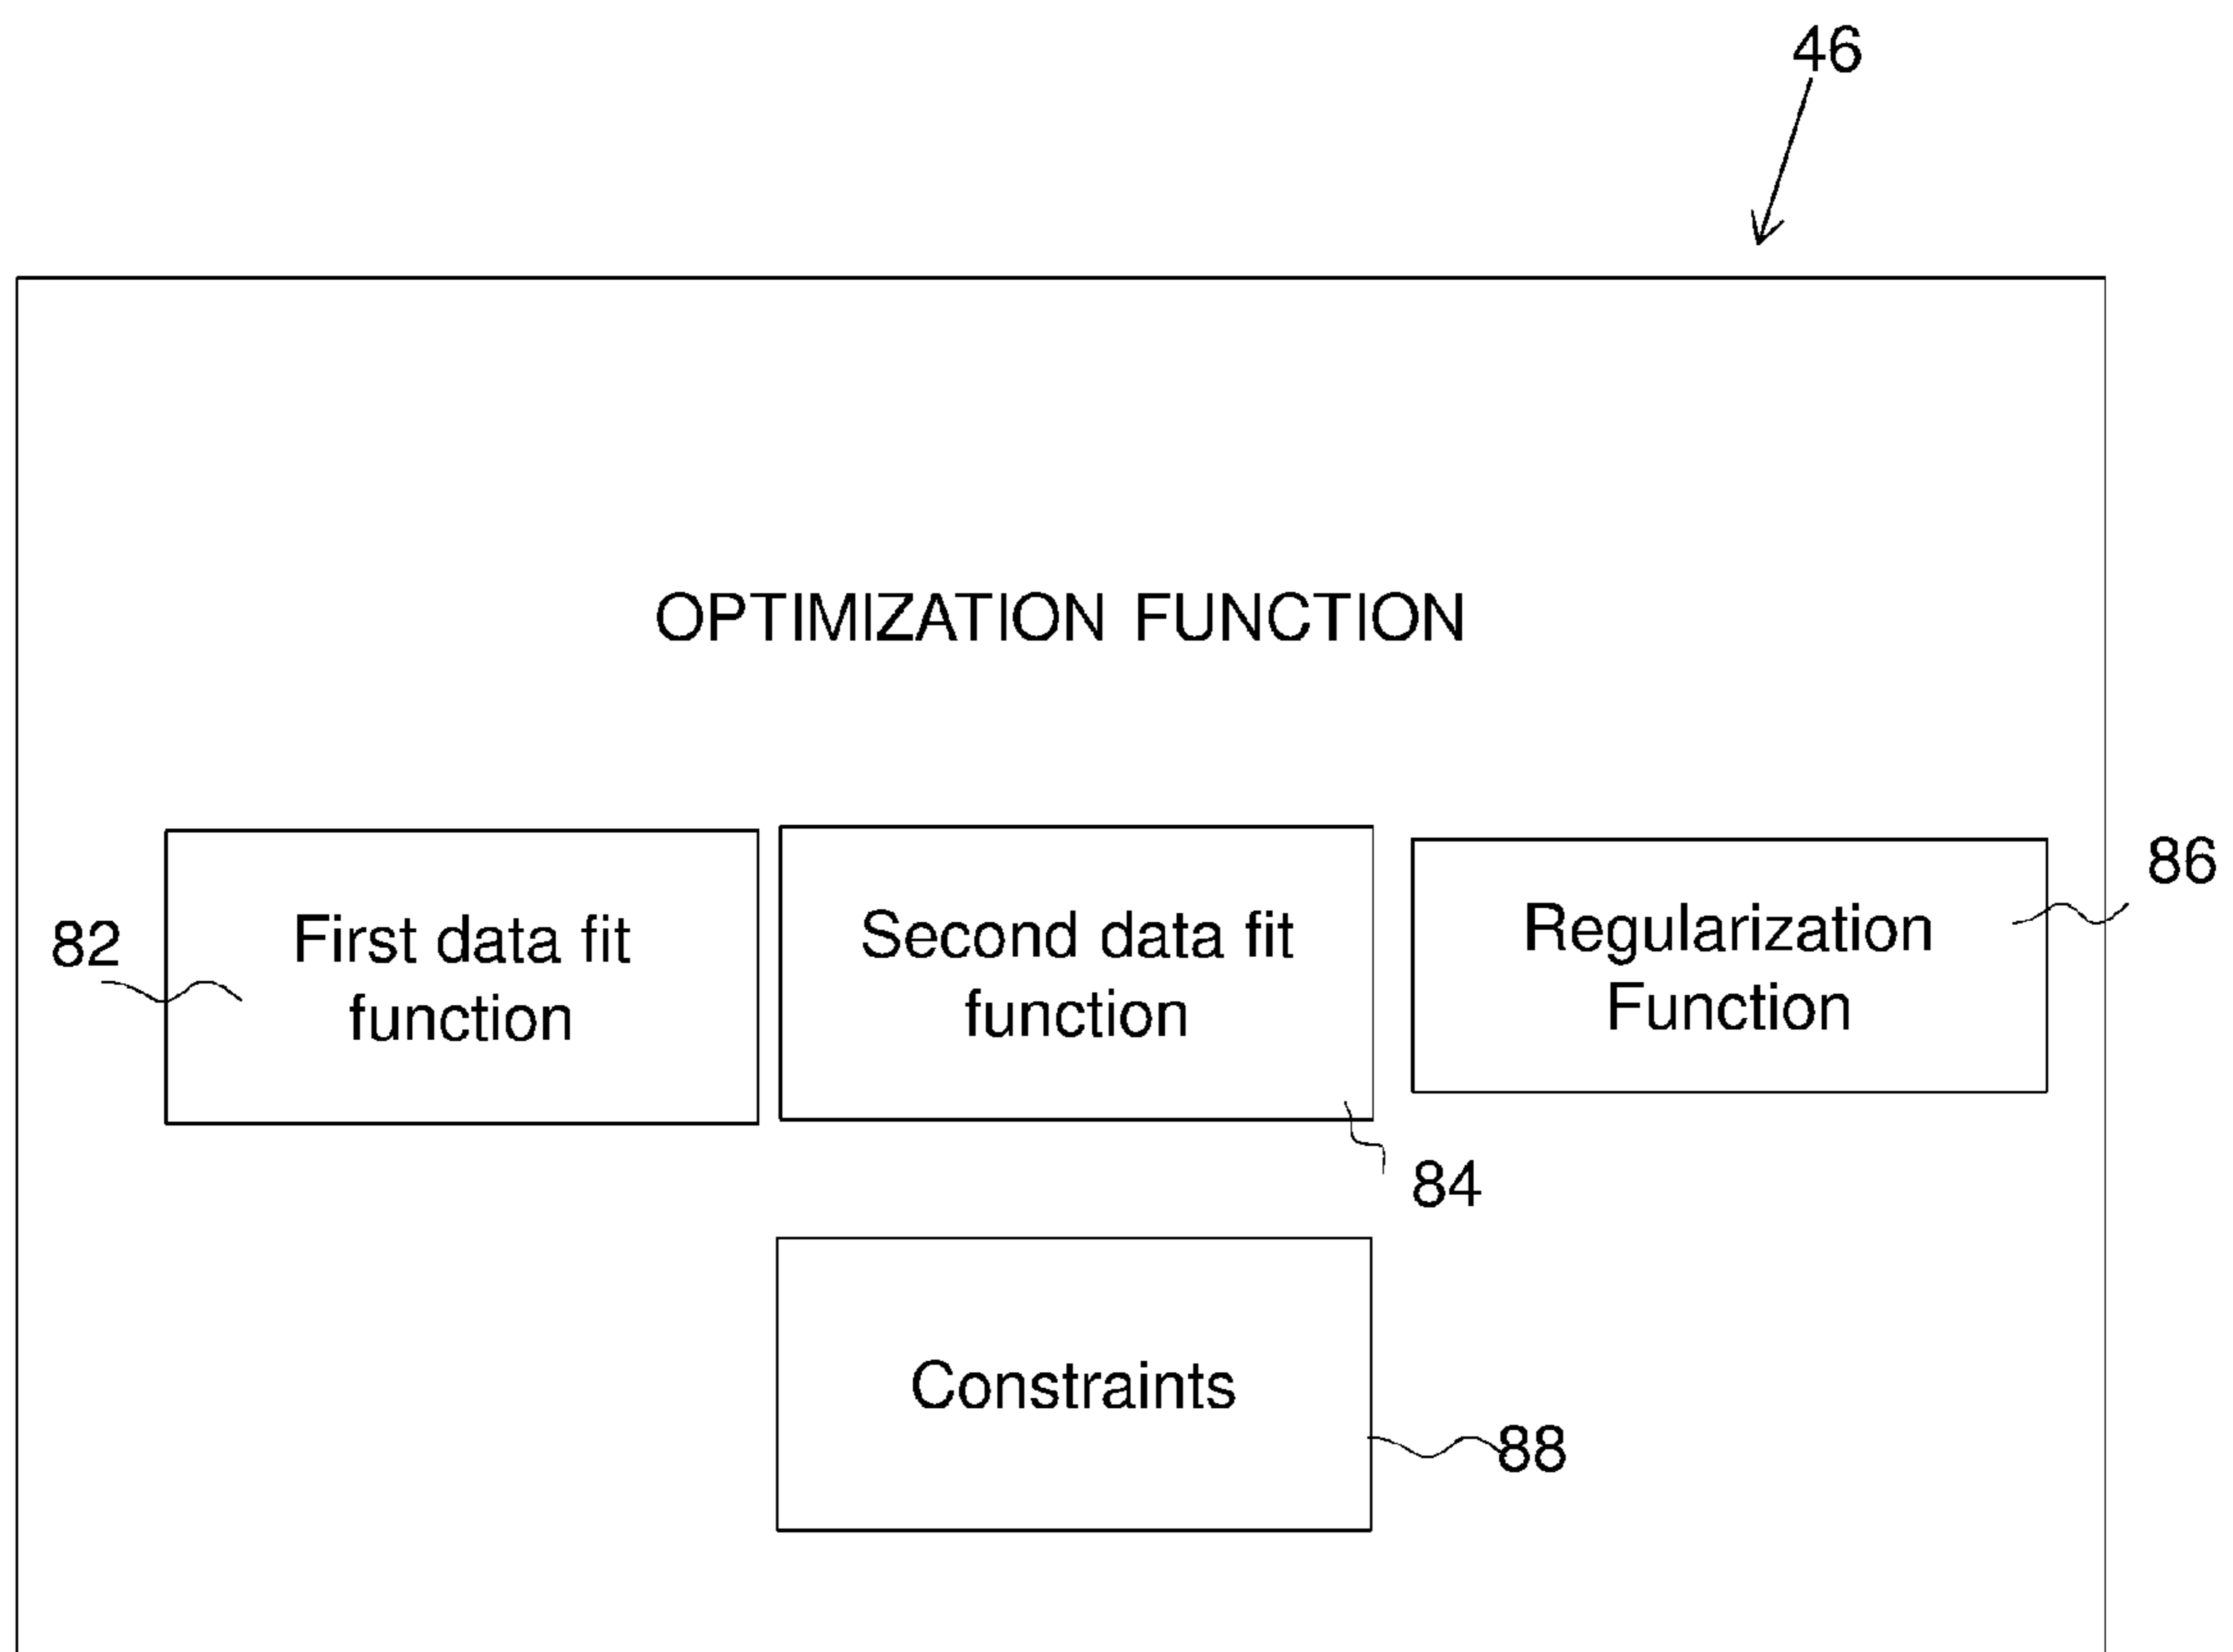 46
OPTIMIZATION FUNCTION
82
First data fit
function
Second data fit
function
84
Regularization
Function
86
Constraints
88